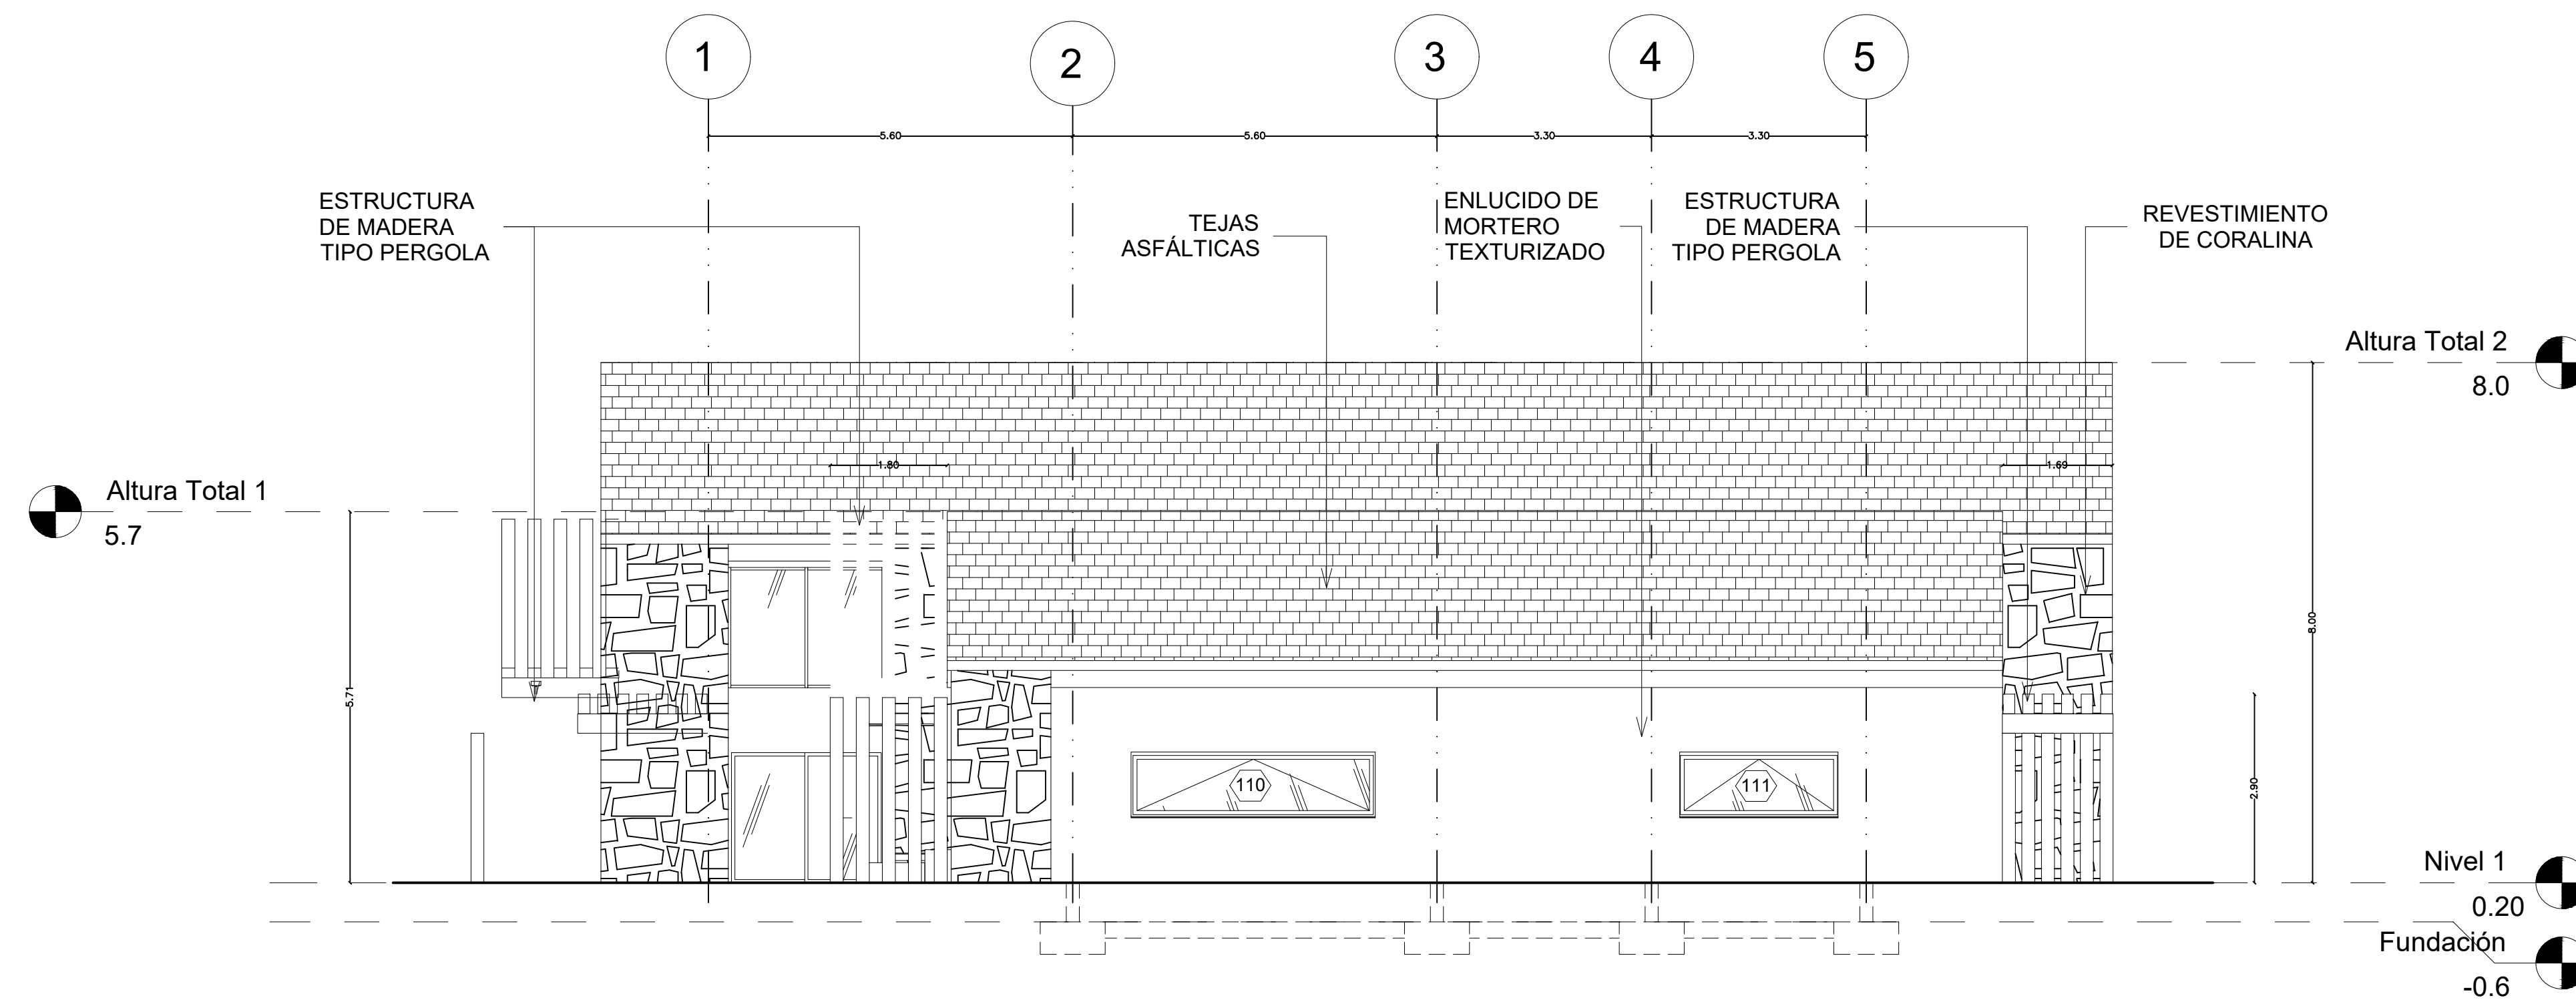 1
2
3
4
5
5.60
5.60
3.30
3.30
ESTRUCTURA
DE MADERA
TIPO PERGOLA
TEJAS
ASFÁLTICAS
ENLUCIDO DE
MORTERO
TEXTURIZADO
ESTRUCTURA
DE MADERA
TIPO PERGOLA
REVESTIMIENTO
DE CORALINA
Altura Total 2
8.0
1.80
1.69
Altura Total 1
5.7
8.00
5.71
2.90
110
111
Nivel 1
0.20
Fundación
-0.6